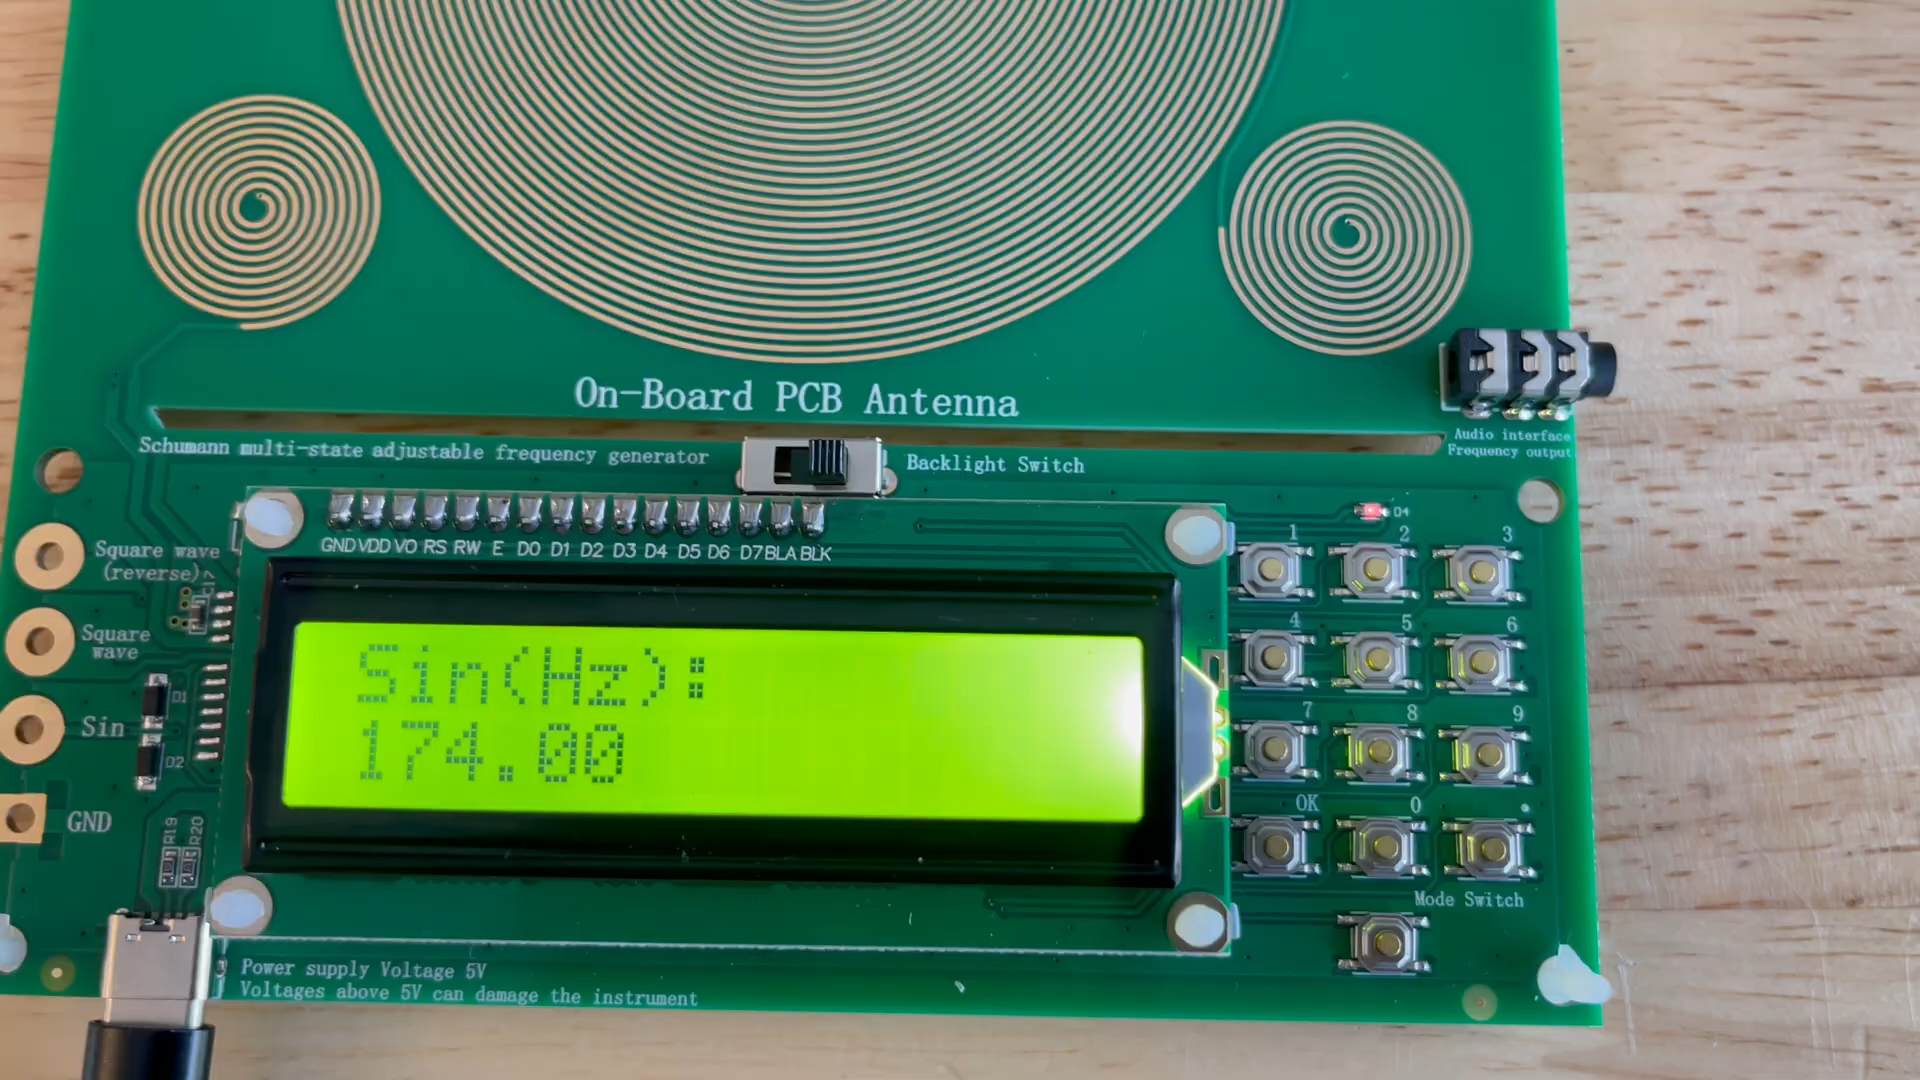 On-Board PCB Antenna
Audio interface
Frequency output
Schumann multi-state adjustable frequency generator
Backlight Switch
D4
GND VDD VO RS RW E D0 D1 D2 D3 D4 D5 D6 D7 BLA BLK
1 2 3
Square wave
(reverse)
4 5 6
Square
wave
Sin(Hz):
174.00
D1
Sin
7 8 9
D2
OK 0 .
GND
R19
R20
Mode Switch
Power supply Voltage 5V
Voltages above 5V can damage the instrument